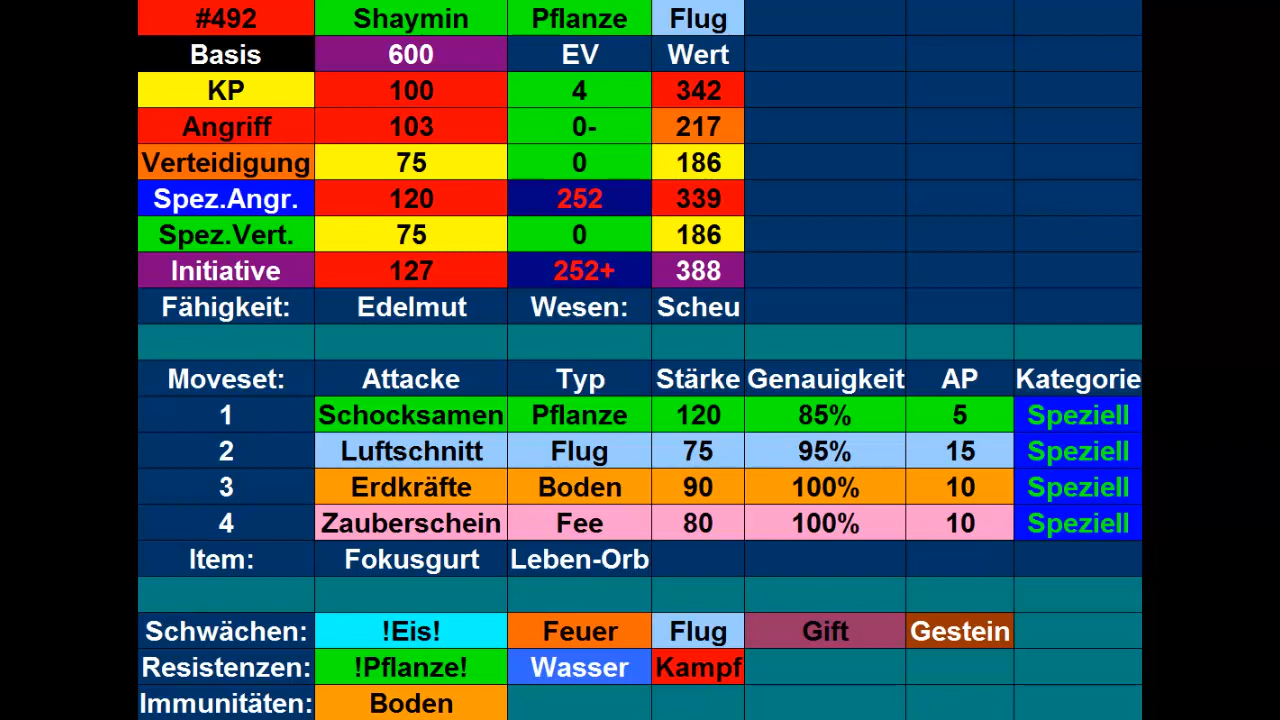 #492 Shaymin Pflanze Flug
Basis 600 EV Wert
KP 100 4 342
Angriff 103 0- 217
Verteidigung 75 0 186
Spez.Angr. 120 252 339
Spez.Vert. 75 0 186
Initiative 127 252+ 388
Fähigkeit: Edelmut Wesen: Scheu
Moveset: Attacke Typ Stärke Genauigkeit AP Kategorie
1 Schocksamen Pflanze 120 85% 5 Speziell
2 Luftschnitt Flug 75 95% 15 Speziell
3 Erdkräfte Boden 90 100% 10 Speziell
4 Zauberschein Fee 80 100% 10 Speziell
Item: Fokusgurt Leben-Orb
Schwächen: !Eis! Feuer Flug Gift Gestein
Resistenzen: !Pflanze! Wasser Kampf
Immunitäten: Boden